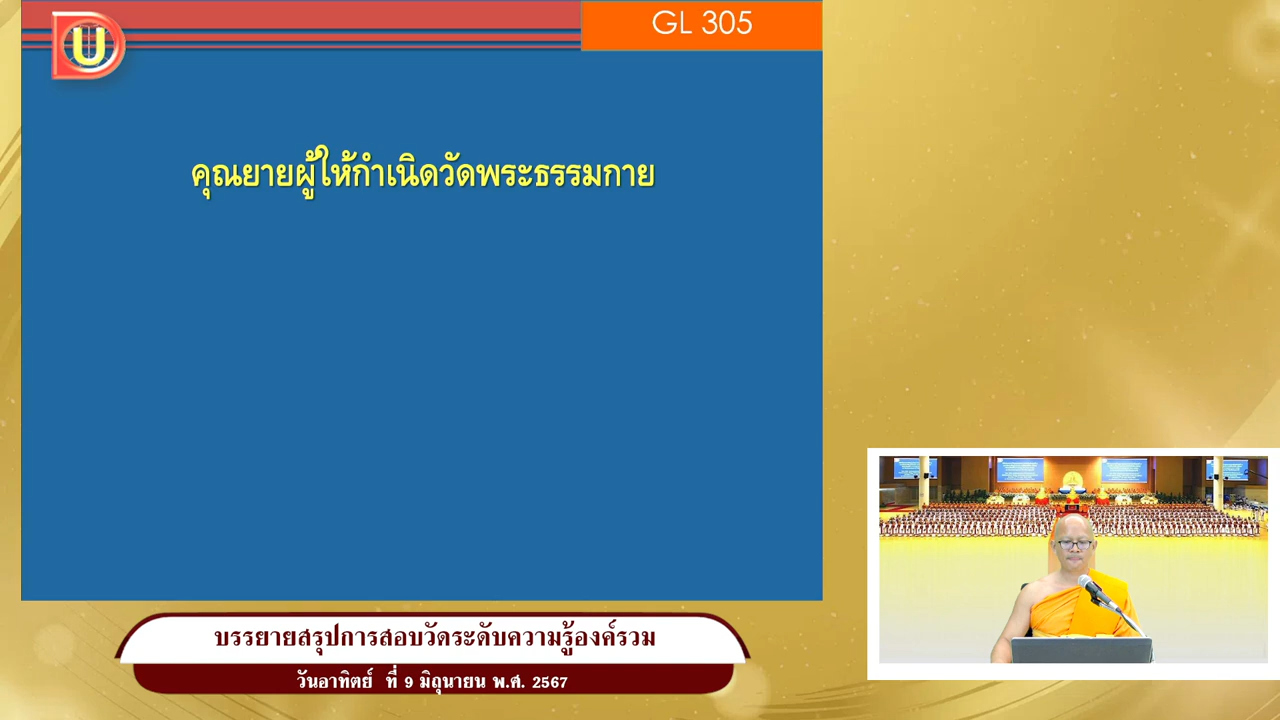 GL 305
U
คุณยายผู้ให้กำเนิดวัดพระธรรมกาย
บรรยายสรุปการสอบวัดระดับความรู้องค์รวม
วันอาทิตย์ ที่ 9 มิถุนายน พ.ศ. 2567